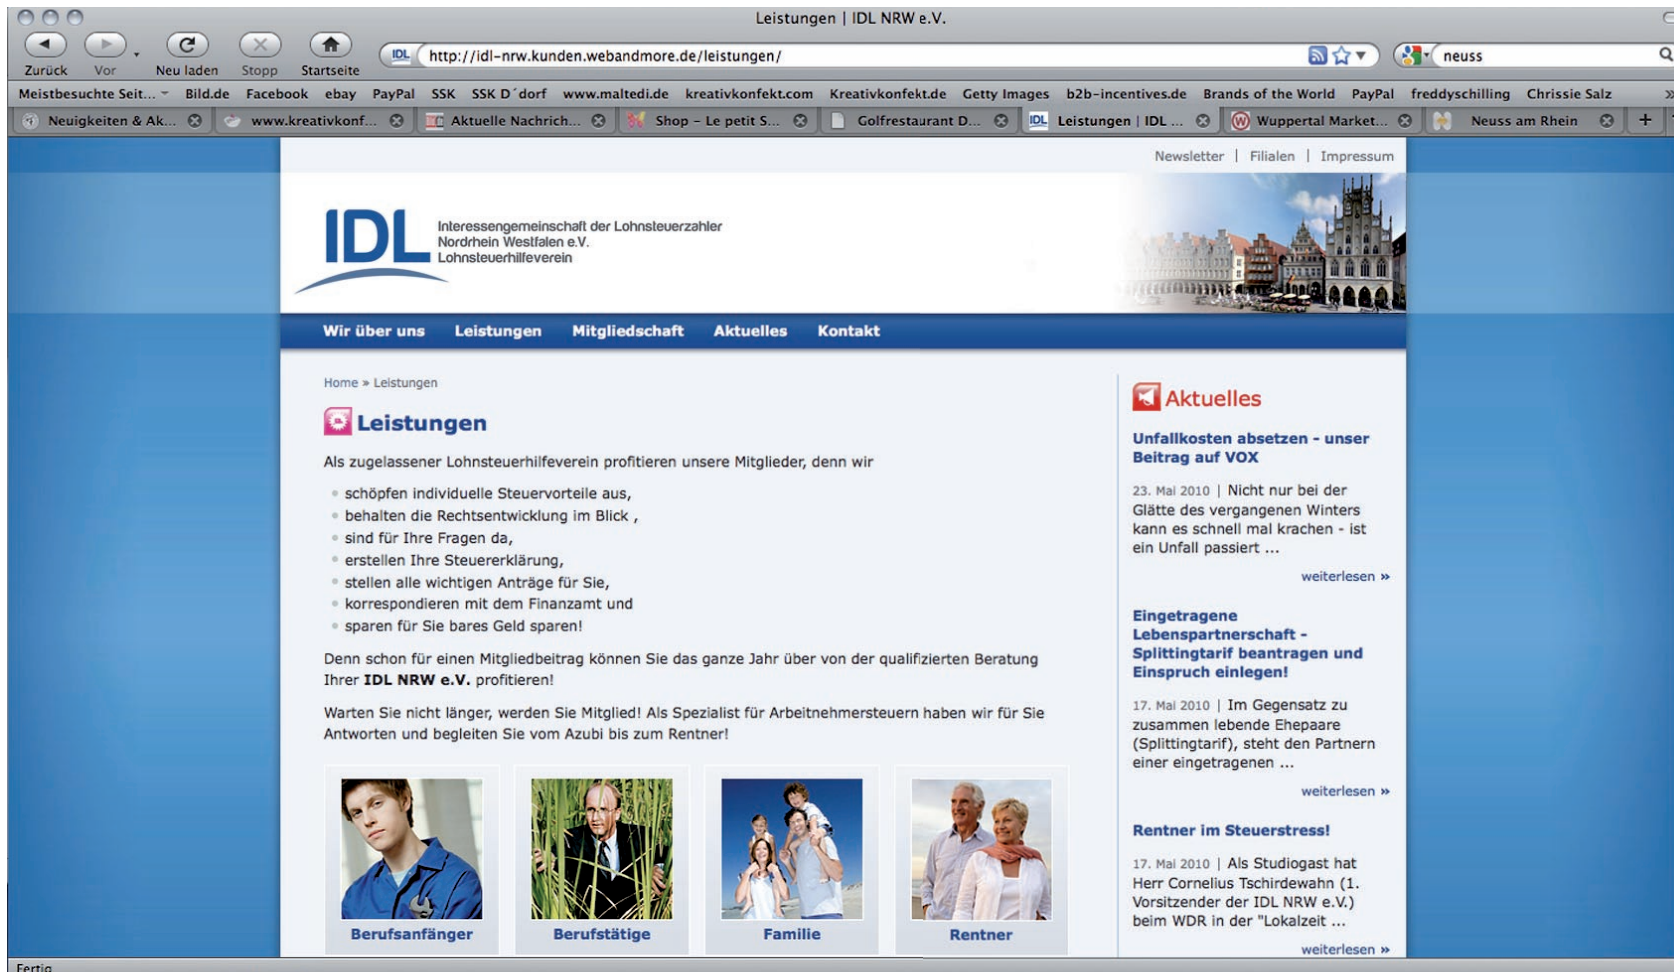 Leistungen | IDL NRW e.V.
Zurück Vor Neu laden Stopp Startseite
IDL http://idl-nrw.kunden.webandmore.de/leistungen/
neuss
Meistbesuchte Seit... Bild.de Facebook ebay PayPal SSK SSK D´dorf www.maltedi.de kreativkonfekt.com Kreativkonfekt.de Getty Images b2b-incentives.de Brands of the World PayPal freddyschilling Chrissie Salz »
Neuigkeiten & Ak... www.kreativkonf... Aktuelle Nachrich... Shop – Le petit S... Golfrestaurant D... IDL Leistungen | IDL ... Wuppertal Market... Neuss am Rhein +
Newsletter | Filialen | Impressum
IDL
Interessengemeinschaft der Lohnsteuerzahler
Nordrhein Westfalen e.V.
Lohnsteuerhilfeverein
Wir über uns Leistungen Mitgliedschaft Aktuelles Kontakt
Home » Leistungen
Leistungen
Als zugelassener Lohnsteuerhilfeverein profitieren unsere Mitglieder, denn wir
schöpfen individuelle Steuervorteile aus,
behalten die Rechtsentwicklung im Blick ,
sind für Ihre Fragen da,
erstellen Ihre Steuererklärung,
stellen alle wichtigen Anträge für Sie,
korrespondieren mit dem Finanzamt und
sparen für Sie bares Geld sparen!
Denn schon für einen Mitgliedbeitrag können Sie das ganze Jahr über von der qualifizierten Beratung
Ihrer IDL NRW e.V. profitieren!
Warten Sie nicht länger, werden Sie Mitglied! Als Spezialist für Arbeitnehmersteuern haben wir für Sie
Antworten und begleiten Sie vom Azubi bis zum Rentner!
Berufsanfänger Berufstätige Familie Rentner
Aktuelles
Unfallkosten absetzen - unser
Beitrag auf VOX
23. Mai 2010 | Nicht nur bei der
Glätte des vergangenen Winters
kann es schnell mal krachen - ist
ein Unfall passiert ...
weiterlesen »
Eingetragene
Lebenspartnerschaft -
Splittingtarif beantragen und
Einspruch einlegen!
17. Mai 2010 | Im Gegensatz zu
zusammen lebende Ehepaare
(Splittingtarif), steht den Partnern
einer eingetragenen ...
weiterlesen »
Rentner im Steuerstress!
17. Mai 2010 | Als Studiogast hat
Herr Cornelius Tschirdewahn (1.
Vorsitzender der IDL NRW e.V.)
beim WDR in der "Lokalzeit ...
weiterlesen »
Fertig